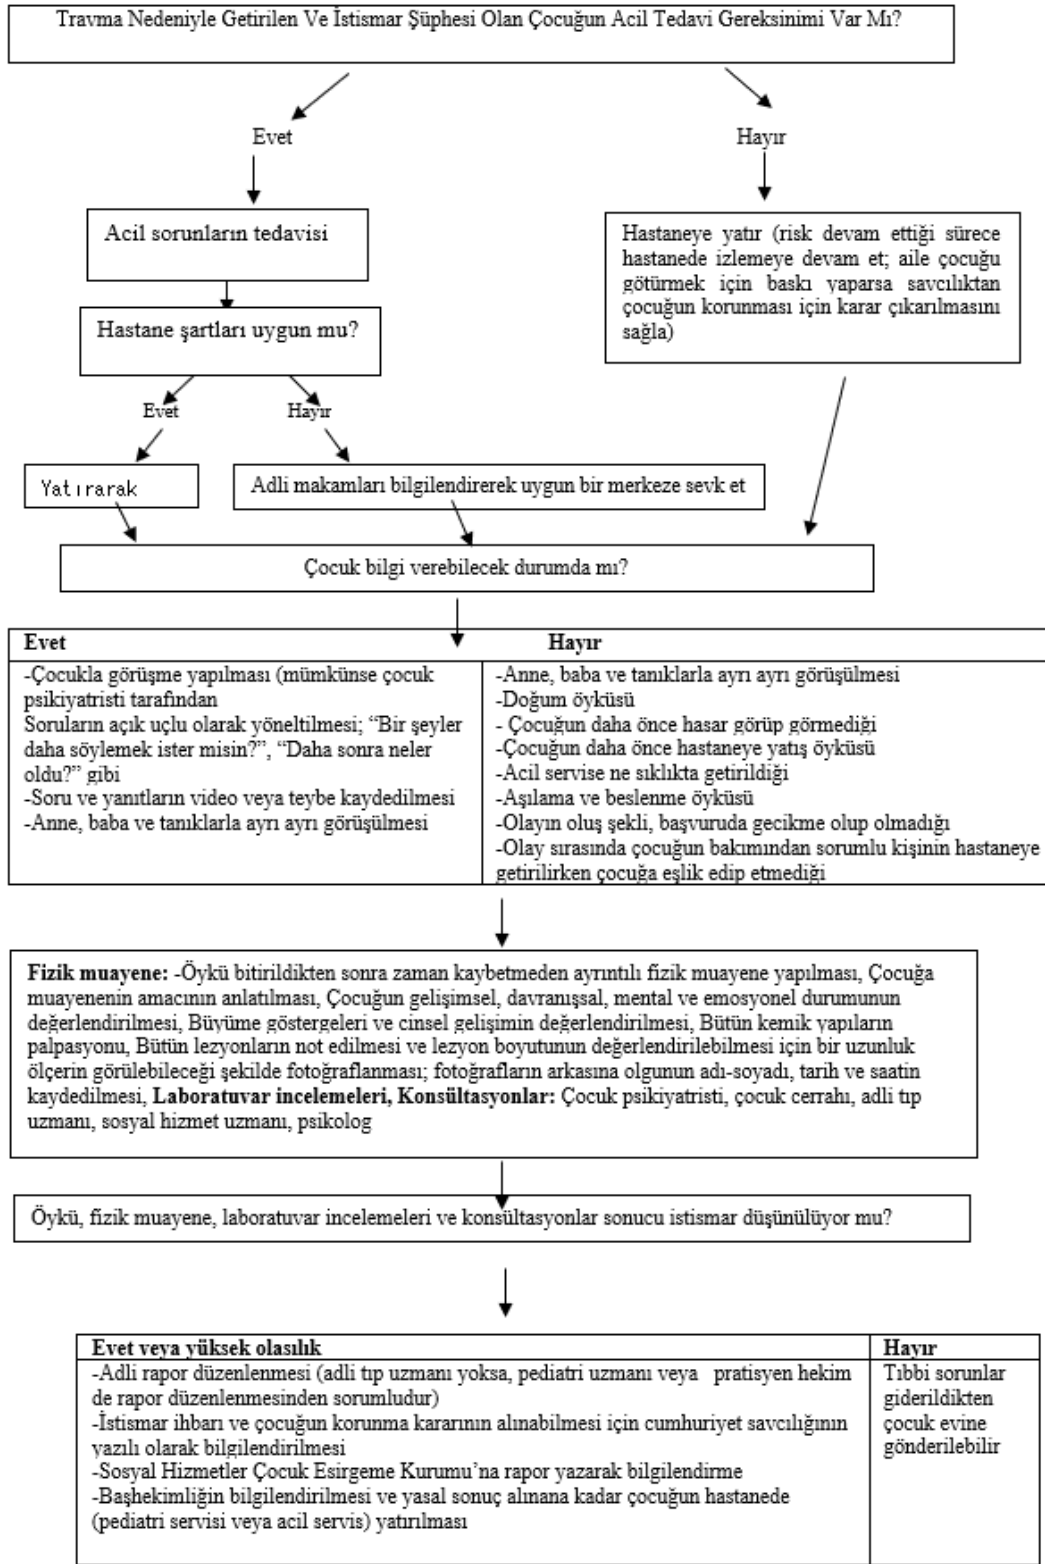 Travma Nedeniyle Getirilen Ve İstismar Şüphesi Olan Çocuğun Acil Tedavi Gereksinimi Var Mı?
Evet
Hayır
Acil sorunların tedavisi
Hastaneye yatır (risk devam ettiği sürece
hastanede izlemeye devam et; aile çocuğu
götürmek için baskı yaparsa savcılıktan
çocuğun korunması için karar çıkarılmasını
sağla)
Hastane şartları uygun mu?
Evet
Hayır
Yatırarak
Adli makamları bilgilendirerek uygun bir merkeze sevk et
Çocuk bilgi verebilecek durumda mı?
Evet
-Çocukla görüşme yapılması (mümkünse çocuk
psikiyatristi tarafından
Soruların açık uçlu olarak yöneltilmesi; “Bir şeyler
daha söylemek ister misin?”, “Daha sonra neler
oldu?” gibi
-Soru ve yanıtların video veya teybe kaydedilmesi
-Anne, baba ve tanıklarla ayrı ayrı görüşülmesi
Hayır
-Anne, baba ve tanıklarla ayrı ayrı görüşülmesi
-Doğum öyküsü
- Çocuğun daha önce hasar görüp görmediği
-Çocuğun daha önce hastaneye yatış öyküsü
-Acil servise ne sıklıkta getirildiği
-Aşılama ve beslenme öyküsü
-Olayın oluş şekli, başvuruda gecikme olup olmadığı
-Olay sırasında çocuğun bakımından sorumlu kişinin hastaneye
getirilirken çocuğa eşlik edip etmediği
Fizik muayene: -Öykü bitirildikten sonra zaman kaybetmeden ayrıntılı fizik muayene yapılması, Çocuğa
muayenenin amacının anlatılması, Çocuğun gelişimsel, davranışsal, mental ve emosyonel durumunun
değerlendirilmesi, Büyüme göstergeleri ve cinsel gelişimin değerlendirilmesi, Bütün kemik yapıların
palpasyonu, Bütün lezyonların not edilmesi ve lezyon boyutunun değerlendirilebilmesi için bir uzunluk
ölçerin görülebileceği şekilde fotoğraflanması; fotoğrafların arkasına olgunun adı-soyadı, tarih ve saatin
kaydedilmesi, Laboratuvar incelemeleri, Konsültasyonlar: Çocuk psikiyatristi, çocuk cerrahı, adli tıp
uzmanı, sosyal hizmet uzmanı, psikolog
Öykü, fizik muayene, laboratuvar incelemeleri ve konsültasyonlar sonucu istismar düşünülüyor mu?
Evet veya yüksek olasılık
-Adli rapor düzenlenmesi (adli tıp uzmanı yoksa, pediatri uzmanı veya pratisyen hekim
de rapor düzenlenmesinden sorumludur)
-İstismar ihbarı ve çocuğun korunma kararının alınabilmesi için cumhuriyet savcılığının
yazılı olarak bilgilendirilmesi
-Sosyal Hizmetler Çocuk Esirgeme Kurumu’na rapor yazarak bilgilendirme
-Başhekimliğin bilgilendirilmesi ve yasal sonuç alınana kadar çocuğun hastanede
(pediatri servisi veya acil servis) yatırılması
Hayır
Tıbbi sorunlar
giderildikten
çocuk evine
gönderilebilir